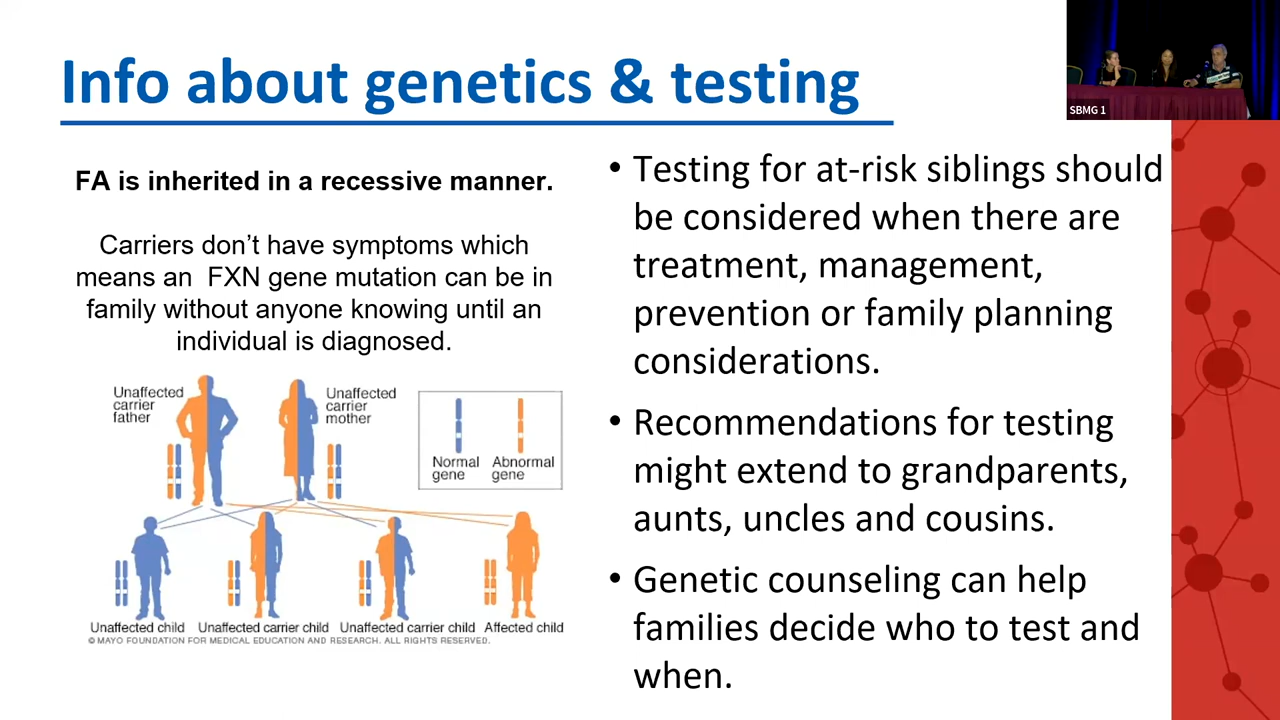 Info about genetics & testing
SBMG 1
FA is inherited in a recessive manner.
Carriers don't have symptoms which
means an FXN gene mutation can be in
family without anyone knowing until an
individual is diagnosed.
Unaffected
carrier
father
Unaffected
carrier
mother
Normal
gene
Abnormal
gene
Unaffected child
Unaffected carrier child
Unaffected carrier child
Affected child
© MAYO FOUNDATION FOR MEDICAL EDUCATION AND RESEARCH. ALL RIGHTS RESERVED.
• Testing for at-risk siblings should
be considered when there are
treatment, management,
prevention or family planning
considerations.
• Recommendations for testing
might extend to grandparents,
aunts, uncles and cousins.
• Genetic counseling can help
families decide who to test and
when.